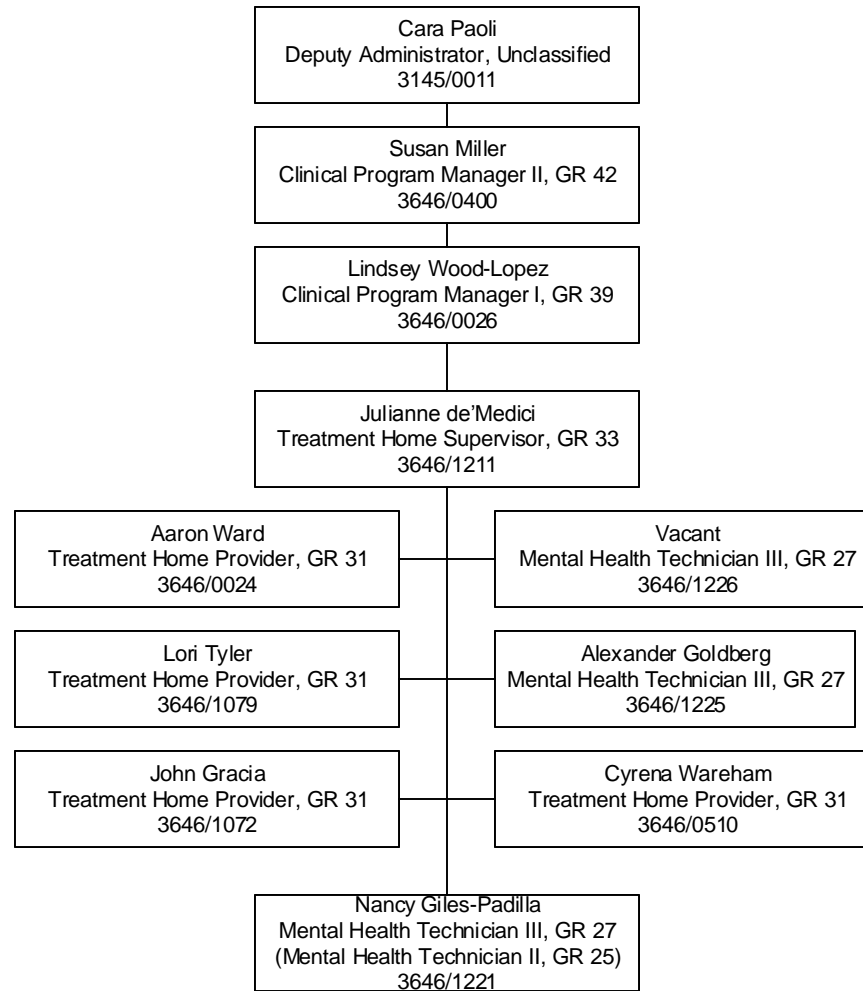 Cara Paoli
Deputy Administrator, Unclassified
3145/0011
Susan Miller
Clinical Program Manager II, GR 42
3646/0400
Lindsey Wood-Lopez
Clinical Program Manager I, GR 39
3646/0026
Julianne de’Medici
Treatment Home Supervisor, GR 33
3646/1211
Aaron Ward
Treatment Home Provider, GR 31
3646/0024
Vacant
Mental Health Technician III, GR 27
3646/1226
Lori Tyler
Treatment Home Provider, GR 31
3646/1079
Alexander Goldberg
Mental Health Technician III, GR 27
3646/1225
John Gracia
Treatment Home Provider, GR 31
3646/1072
Cyrena Wareham
Treatment Home Provider, GR 31
3646/0510
Nancy Giles-Padilla
Mental Health Technician III, GR 27
(Mental Health Technician II, GR 25)
3646/1221